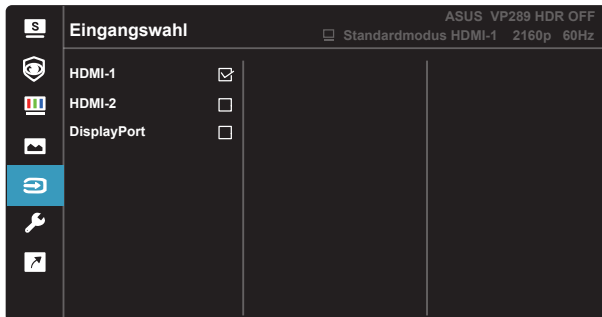 S
Eingangswahl
ASUS VP289 HDR OFF
Standardmodus HDMI-1 2160p 60Hz
HDMI-1
HDMI-2
DisplayPort